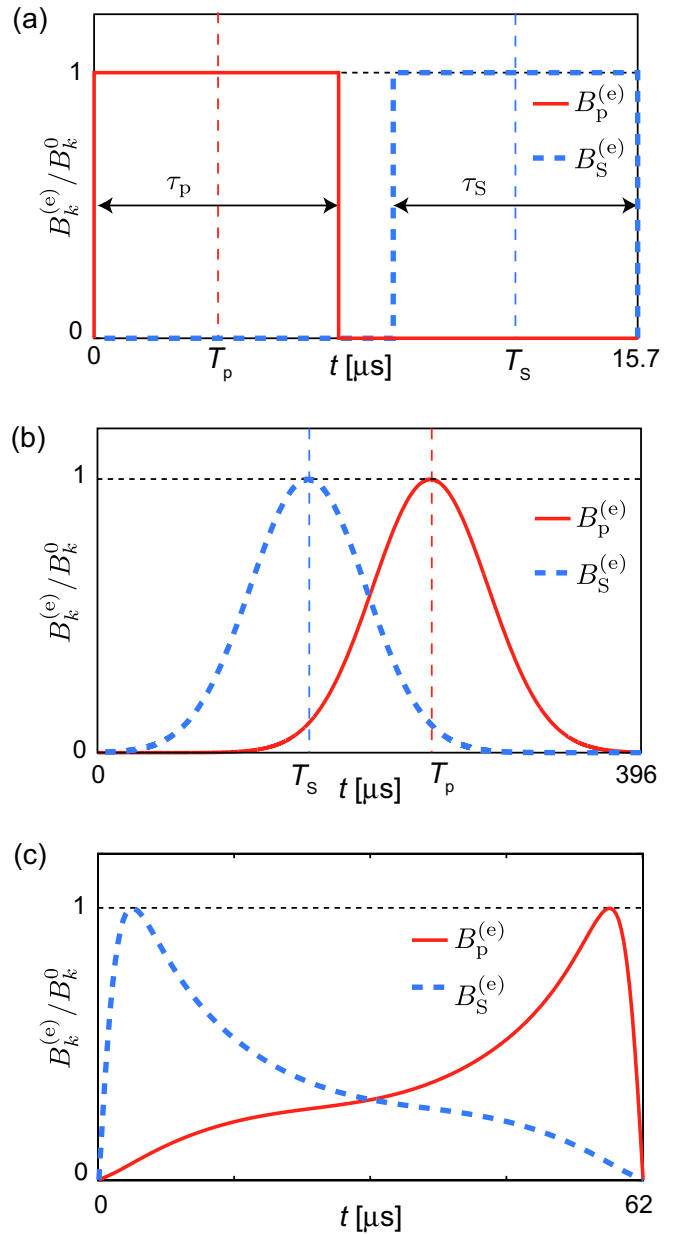 (a)
1
B_k^(e)/B_k^0
τ_p
τ_S
B_p^(e)
B_S^(e)
0
0 T_p t [μs] T_S 15.7
(b)
1
B_k^(e)/B_k^0
B_p^(e)
B_S^(e)
0
0 T_S t [μs] T_p 396
(c)
1
B_k^(e)/B_k^0
B_p^(e)
B_S^(e)
0
0 t [μs] 62